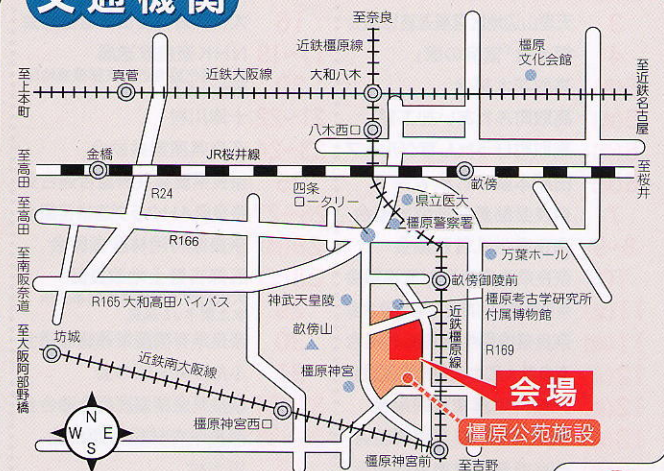 交通機関
至奈良
近鉄橿原線
橿原
文化会館
真菅
近鉄大阪線
大和八木
至上本町
至近鉄名古屋
八木西口
至高田
金橋
JR桜井線
畝傍
至桜井
至高田
R24
四条
ロータリー
県立医大
橿原警察署
R166
万葉ホール
至南阪奈道
畝傍御陵前
R165 大和高田バイパス
神武天皇陵
橿原考古学研究所
付属博物館
畝傍山
近鉄橿原線
R169
至大阪阿部野橋
坊城
近鉄南大阪線
橿原神宮
会場
橿原神宮西口
橿原公苑施設
N
W E
S
橿原神宮前
至吉野